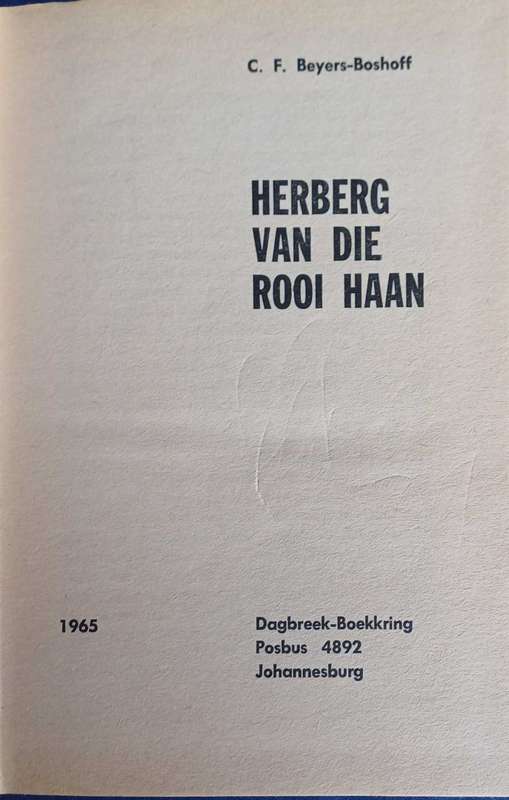 C. F. Beyers-Boshoff
HERBERG
VAN DIE
ROOI HAAN
1965
Dagbreek-Boekkring
Posbus 4892
Johannesburg